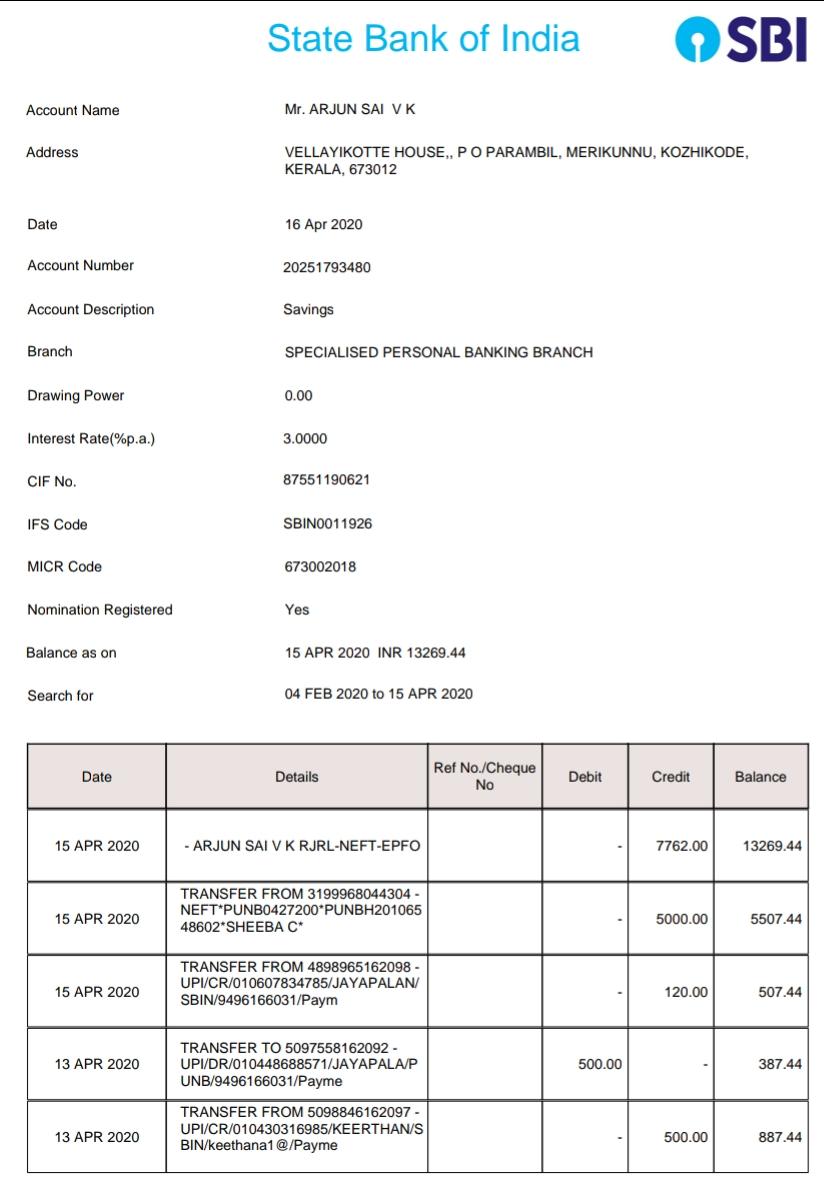 State Bank of India
SBI
Account Name Mr. ARJUN SAI V K
Address VELLAYIKOTTE HOUSE,, P O PARAMBIL, MERIKUNNU, KOZHIKODE,
KERALA, 673012
Date 16 Apr 2020
Account Number 20251793480
Account Description Savings
Branch SPECIALISED PERSONAL BANKING BRANCH
Drawing Power 0.00
Interest Rate(%p.a.) 3.0000
CIF No. 87551190621
IFS Code SBIN0011926
MICR Code 673002018
Nomination Registered Yes
Balance as on 15 APR 2020 INR 13269.44
Search for 04 FEB 2020 to 15 APR 2020
Date Details Ref No./Cheque No Debit Credit Balance
15 APR 2020 - ARJUN SAI V K RJRL-NEFT-EPFO - 7762.00 13269.44
TRANSFER FROM 3199968044304 -
15 APR 2020 NEFT*PUNB0427200*PUNBH201065 - 5000.00 5507.44
48602*SHEEBA C*
TRANSFER FROM 4898965162098 -
15 APR 2020 UPI/CR/010607834785/JAYAPALAN/ - 120.00 507.44
SBIN/9496166031/Paym
TRANSFER TO 5097558162092 -
13 APR 2020 UPI/DR/010448688571/JAYAPALA/P 500.00 - 387.44
UNB/9496166031/Payme
TRANSFER FROM 5098846162097 -
13 APR 2020 UPI/CR/010430316985/KEERTHAN/S - 500.00 887.44
BIN/keethana1@/Payme